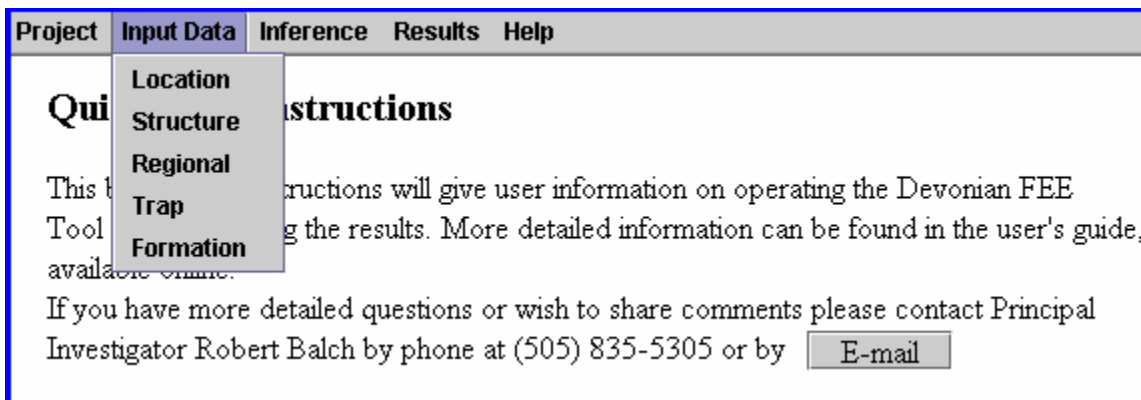 Project Input Data Inference Results Help
Location
Structure
Regional
Trap
Formation
Qui structions
This ructions will give user information on operating the Devonian FEE
Tool g the results. More detailed information can be found in the user's guide,
available online.
If you have more detailed questions or wish to share comments please contact Principal
Investigator Robert Balch by phone at (505) 835-5305 or by E-mail